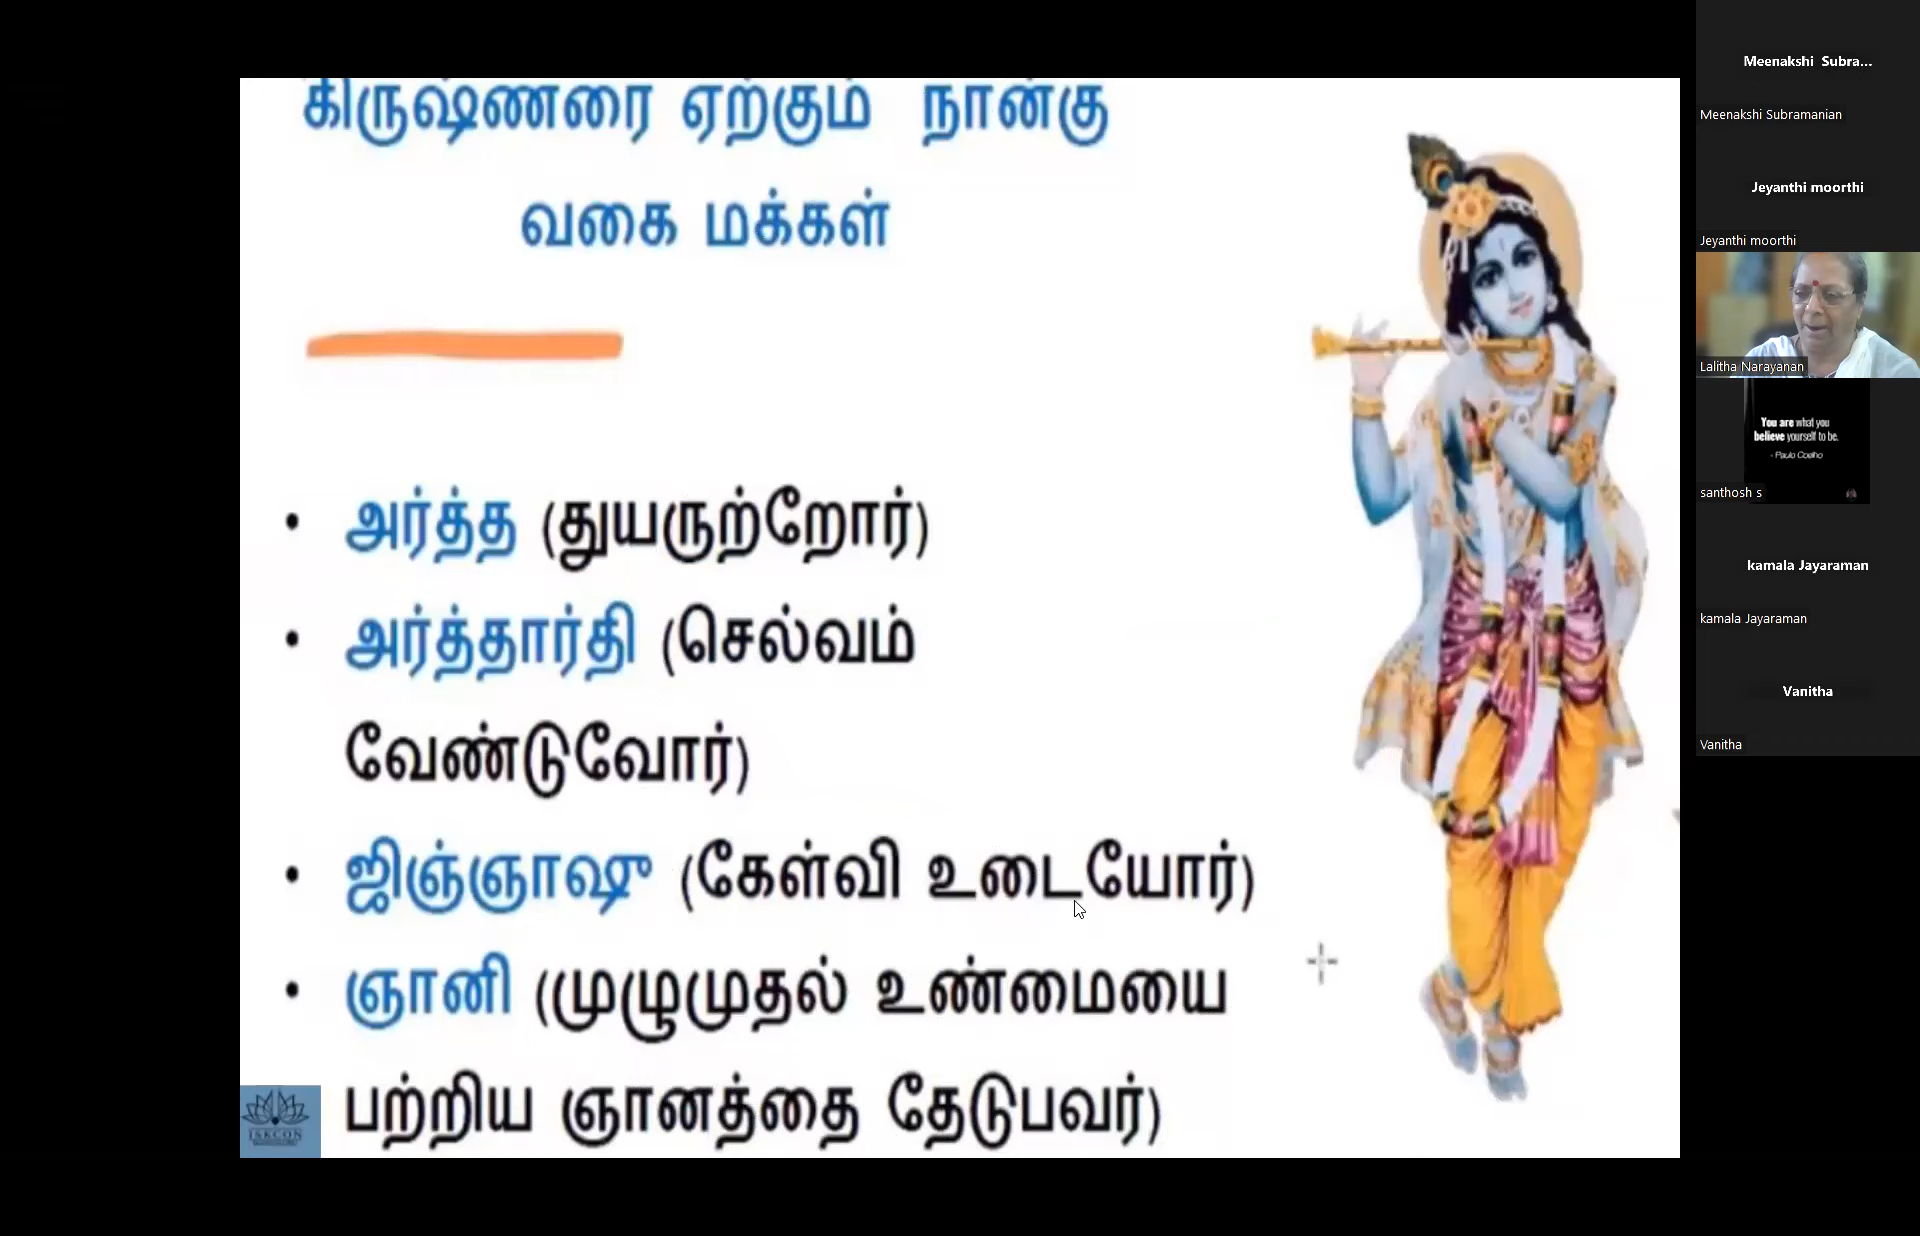 கிருஷ்ணரை ஏற்கும் நான்கு
வகை மக்கள்
• அர்த்த (துயருற்றோர்)
• அர்த்தார்தி (செல்வம்
வேண்டுவோர்)
• ஜிஞ்ஞாஷு (கேள்வி உடையோர்)
• ஞானி (முழுமுதல் உண்மையை
பற்றிய ஞானத்தை தேடுபவர்)
ISKCON
Meenakshi Subra...
Meenakshi Subramanian
Jeyanthi moorthi
Jeyanthi moorthi
Lalitha Narayanan
You are what you
believe yourself to be.
- Paulo Coelho
santhosh s
kamala Jayaraman
kamala Jayaraman
Vanitha
Vanitha